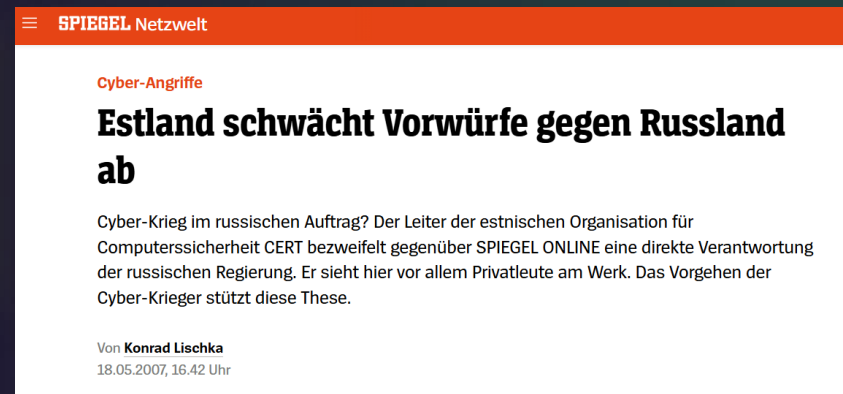 SPIEGEL Netzwelt
Cyber-Angriffe
Estland schwächt Vorwürfe gegen Russland
ab
Cyber-Krieg im russischen Auftrag? Der Leiter der estnischen Organisation für
Computerssicherheit CERT bezweifelt gegenüber SPIEGEL ONLINE eine direkte Verantwortung
der russischen Regierung. Er sieht hier vor allem Privatleute am Werk. Das Vorgehen der
Cyber-Krieger stützt diese These.
Von Konrad Lischka
18.05.2007, 16.42 Uhr